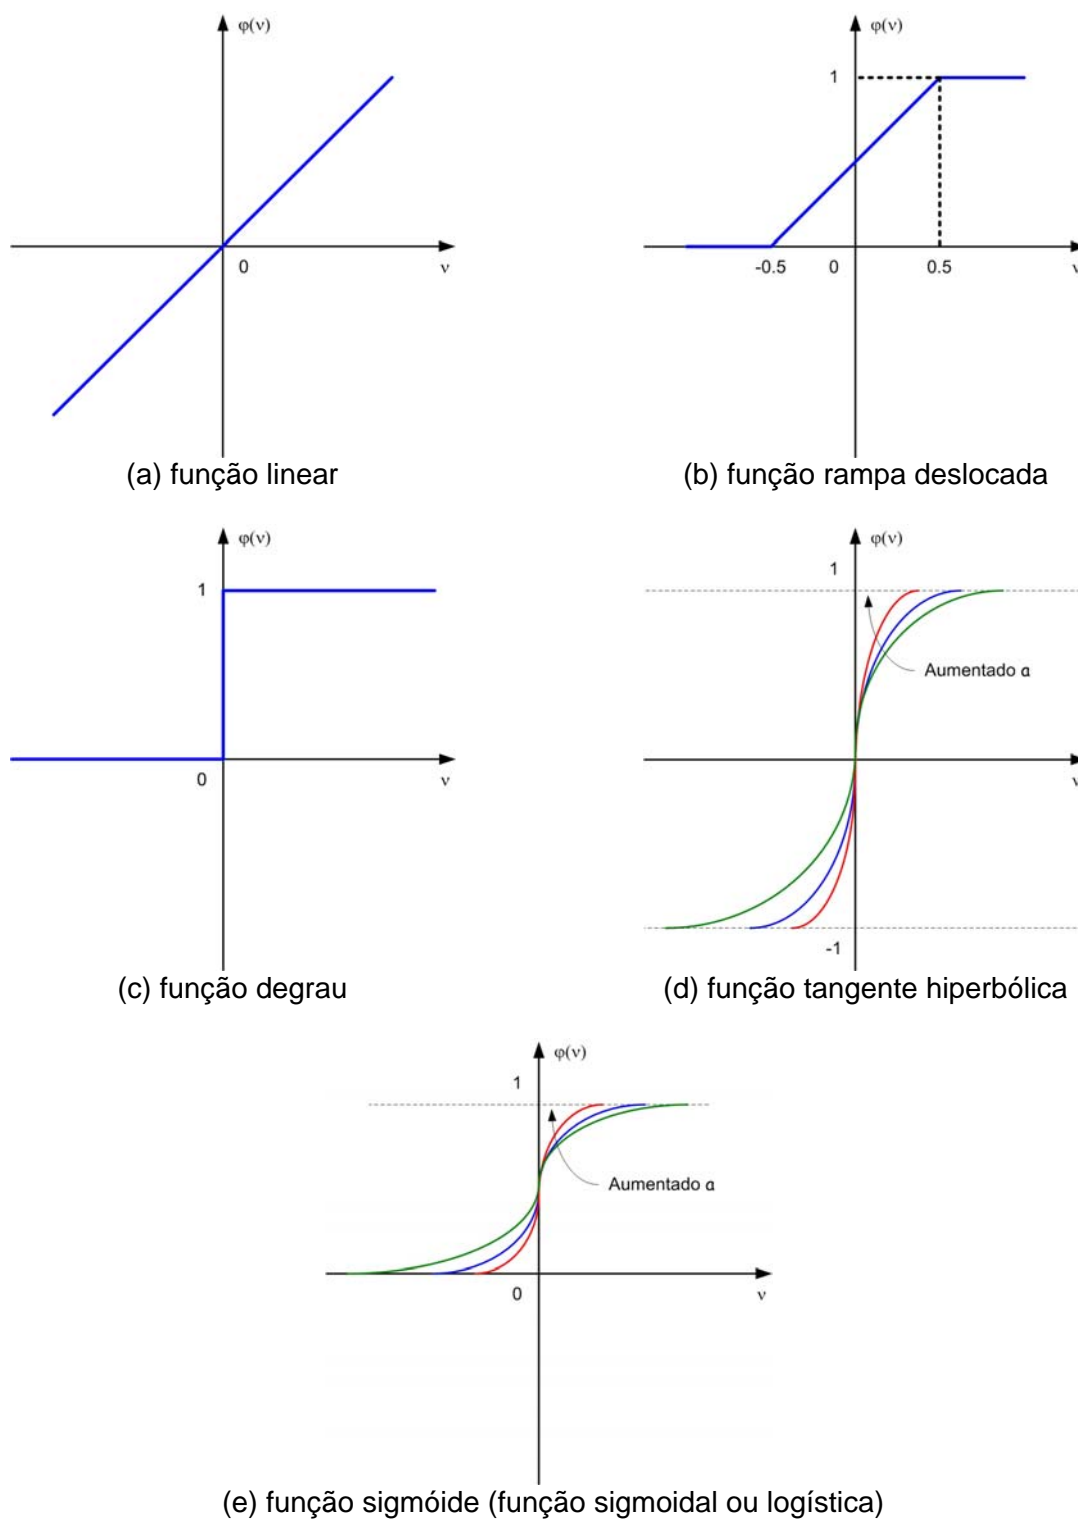 φ(ν)
0
ν
(a) função linear
φ(ν)
1
-0.5
0
0.5
ν
(b) função rampa deslocada
φ(ν)
1
0
ν
(c) função degrau
φ(ν)
1
Aumentado α
ν
-1
(d) função tangente hiperbólica
φ(ν)
1
Aumentado α
0
ν
(e) função sigmóide (função sigmoidal ou logística)